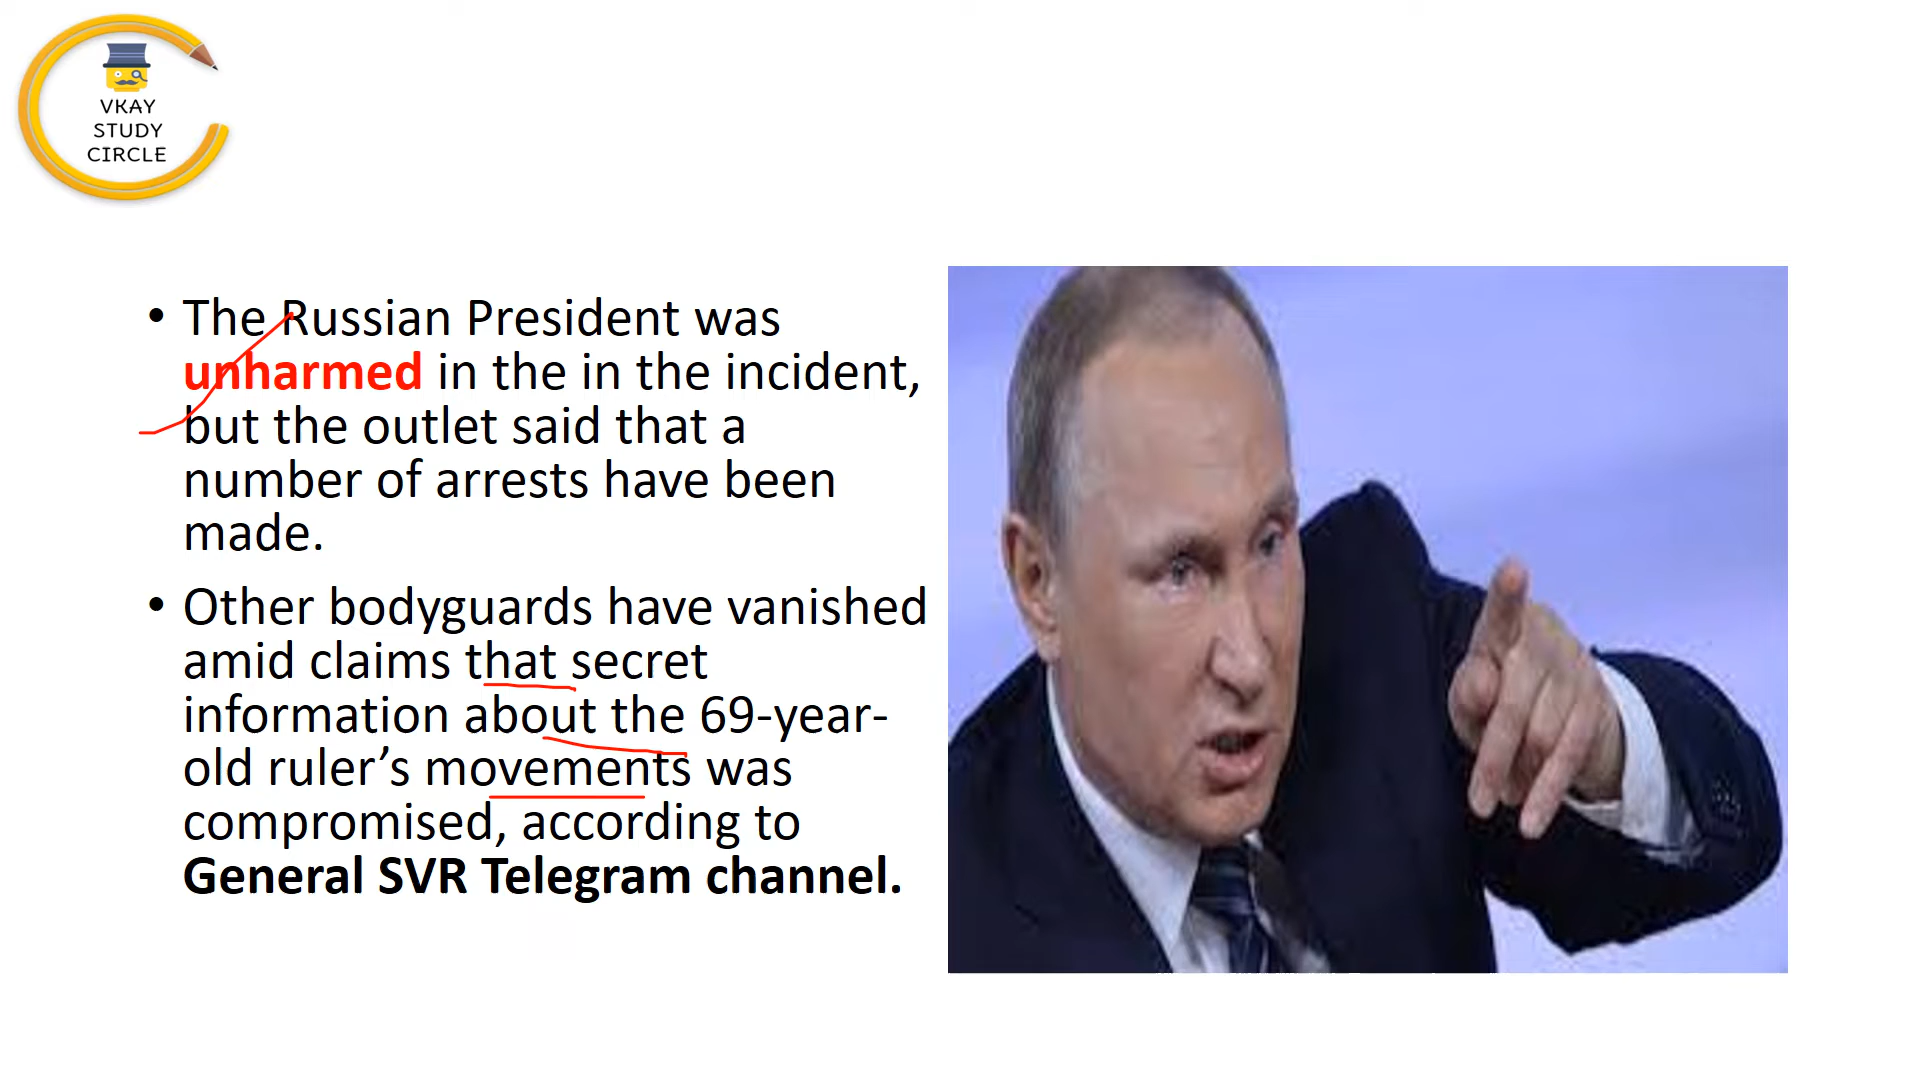 VKAY
STUDY
CIRCLE
• The Russian President was
unharmed in the in the incident,
but the outlet said that a
number of arrests have been
made.
• Other bodyguards have vanished
amid claims that secret
information about the 69-year-
old ruler’s movements was
compromised, according to
General SVR Telegram channel.